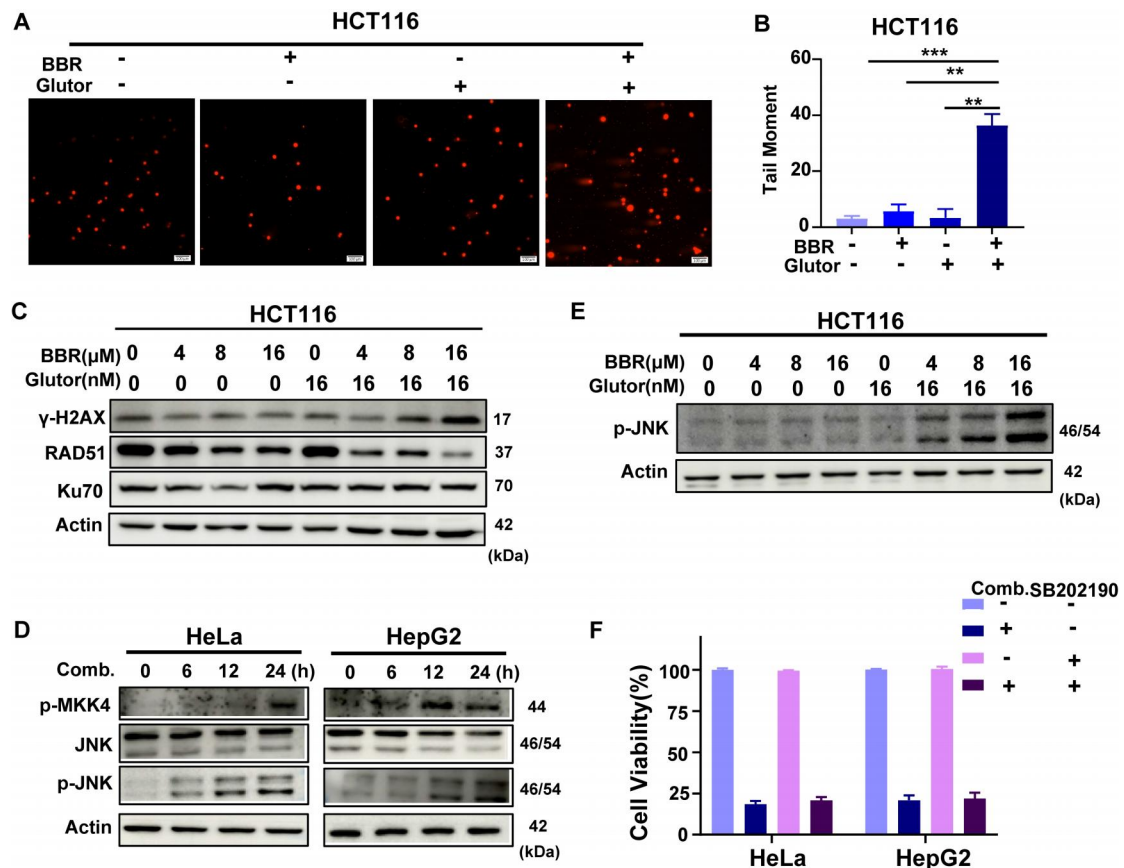 A
HCT116
BBR - + - +
Glutor - - + +
B
HCT116
*** 
**
**
60
40
20
0
Tail Moment
BBR - + - +
Glutor - - + +
C
HCT116
BBR(μM) 0 4 8 16 0 4 8 16
Glutor(nM) 0 0 0 0 16 16 16 16
γ-H2AX 17
RAD51 37
Ku70 70
Actin 42
(kDa)
E
HCT116
BBR(μM) 0 4 8 16 0 4 8 16
Glutor(nM) 0 0 0 0 16 16 16 16
p-JNK 46/54
Actin 42
(kDa)
D
HeLa HepG2
Comb. 0 6 12 24 (h) 0 6 12 24 (h)
p-MKK4 44
JNK 46/54
p-JNK 46/54
Actin 42
(kDa)
F
Comb. SB202190
- -
+ -
- +
+ +
Cell Viability(%)
100
75
50
25
0
HeLa HepG2